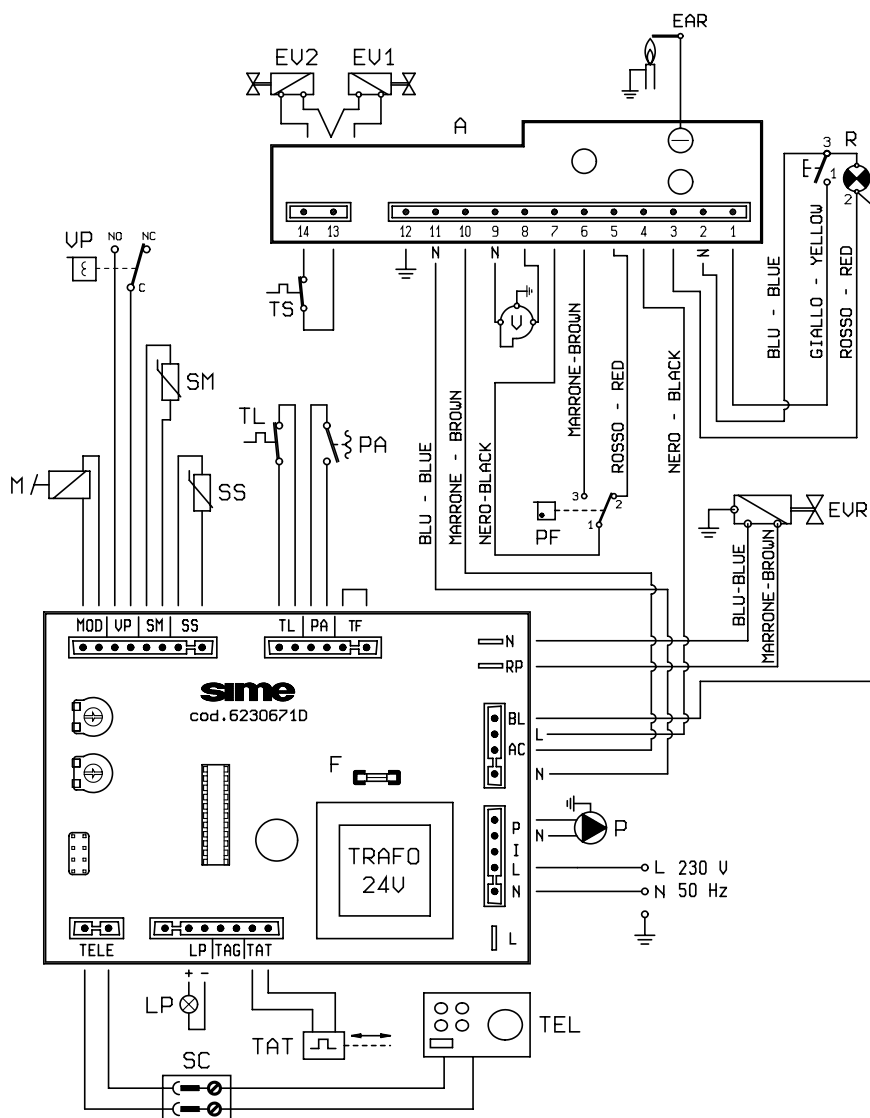 EAR
EV2 EV1
A
3 R
E 1
2
14 13 12 11 10 9 8 7 6 5 4 3 2 1
N N N
VP NO NC
C
TS
V
BLU - BLUE
GIALLO - YELLOW
ROSSO - RED
SM
MARRONE-BROWN
ROSSO - RED
NERO - BLACK
TL PA
M SS
BLU - BLUE
MARRONE - BROWN
NERO-BLACK
3 2
1
PF
EVR
BLU-BLUE
MARRONE-BROWN
MOD VP SM SS TL PA TF
N
RP
sime
cod.6230671D
BL
L
AC
N
F
P
N
I
L
N
P
TRAFO
24V
L 230 V
N 50 Hz
L
TELE LP TAG TAT
+ -
LP
TAT
TEL
SC